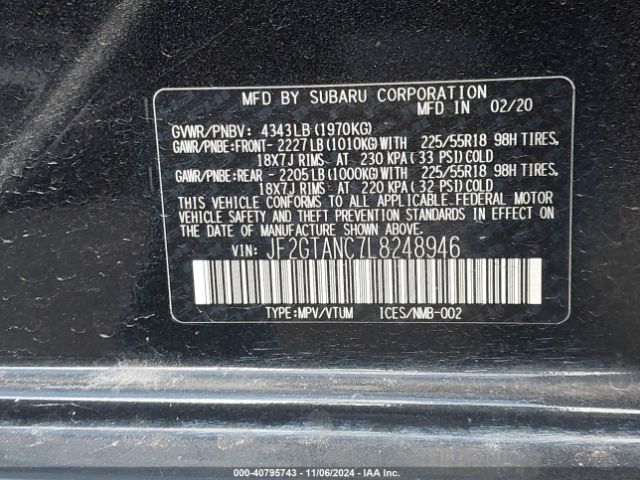 MFD BY SUBARU CORPORATION
MFD IN 02/20
GVWR/PNBV: 4343LB(1970KG)
GAWR/PNBE:FRONT- 2227LB(1010KG)WITH 225/55R18 98H TIRES,
18X7J RIMS AT 230 KPA(33 PSI)COLD
GAWR/PNBE:REAR - 2205LB(1000KG)WITH 225/55R18 98H TIRES,
18X7J RIMS AT 220 KPA(32 PSI)COLD
THIS VEHICLE CONFORMS TO ALL APPLICABLE FEDERAL MOTOR
VEHICLE SAFETY AND THEFT PREVENTION STANDARDS IN EFFECT ON
THE DATE OF MANUFACTURE SHOWN ABOVE.
VIN: JF2GTANC7L8248946
TYPE:MPV/VTUM ICES/NMB-002
000-40795743 - 11/06/2024 - IAA Inc.